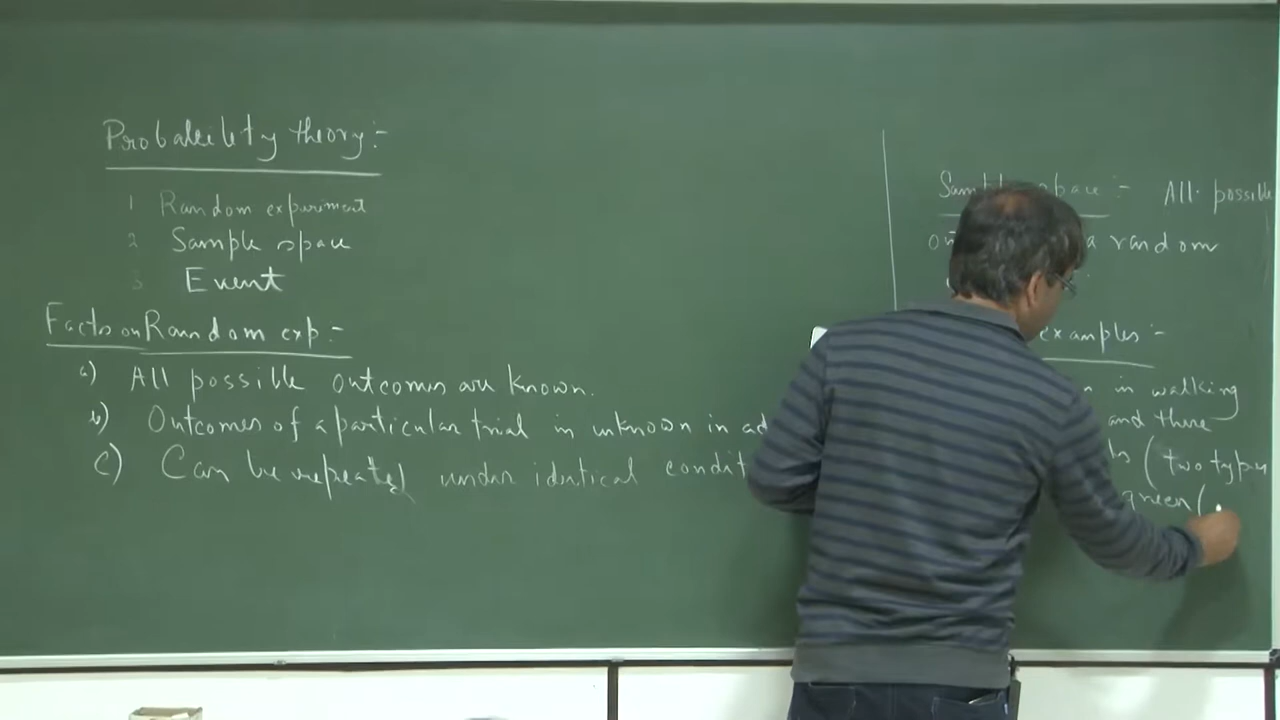 Probability theory:-
1 Random experiment
2 Sample space
3 Event
Facts on Random exp:-
a) All possible outcomes are known.
b) Outcomes of a particular trial in unknown in ad
c) Can be repeated under identical condit
Sample space:- All possible
a random
examples:-
in walking
and there
(two types
green(